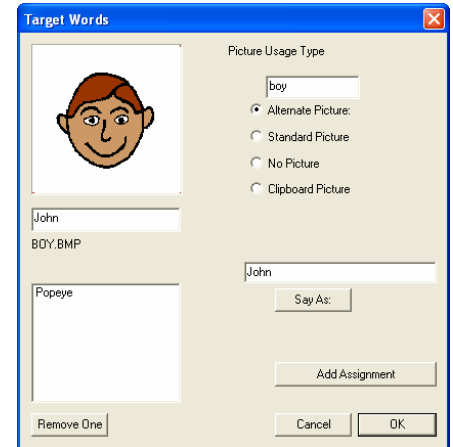 Target Words
Picture Usage Type
boy
Alternate Picture:
Standard Picture
No Picture
Clipboard Picture
John
BOY.BMP
John
Popeye
Say As:
Add Assignment
Remove One
Cancel
OK